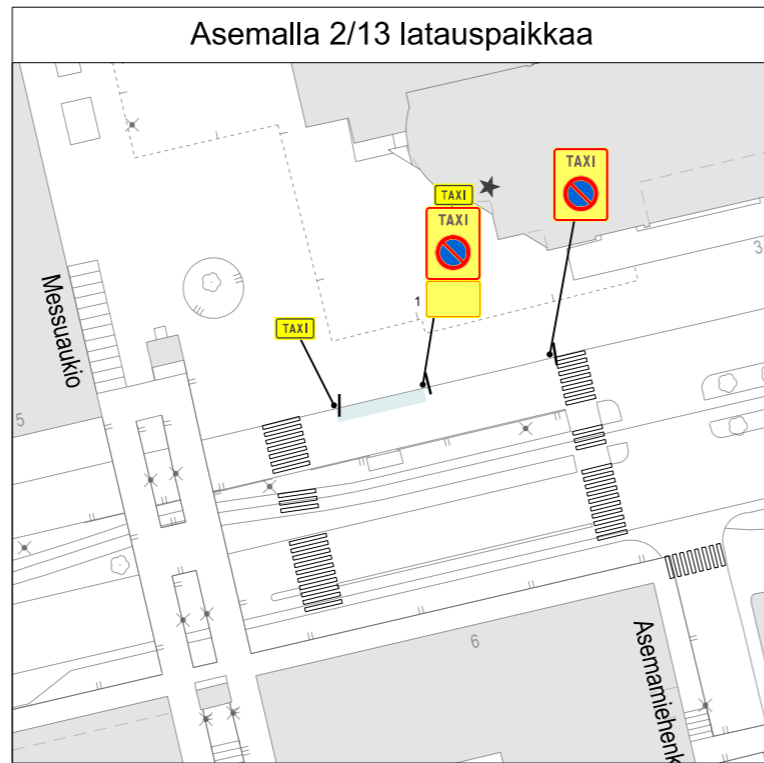 Asemalla 2/13 latauspaikkaa
TAXI
TAXI
TAXI
3
Messuaukio
1
TAXI
5
6
Asemamiehenk